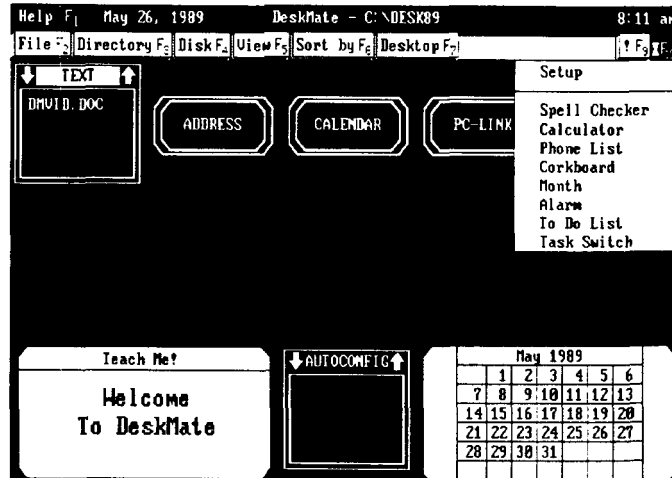 Help F1 May 26, 1989 DeskMate - C:\DESK89 8:11 am
File F2 Directory F3 Disk F4 View F5 Sort by F6 Desktop F7 ! F9
TEXT
DMVID.DOC
ADDRESS
CALENDAR
PC-LINK
Setup
Spell Checker
Calculator
Phone List
Corkboard
Month
Alarm
To Do List
Task Switch
Teach Me!
Welcome
To DeskMate
AUTOCONFIG
May 1989
1 2 3 4 5 6
7 8 9 10 11 12 13
14 15 16 17 18 19 20
21 22 23 24 25 26 27
28 29 30 31